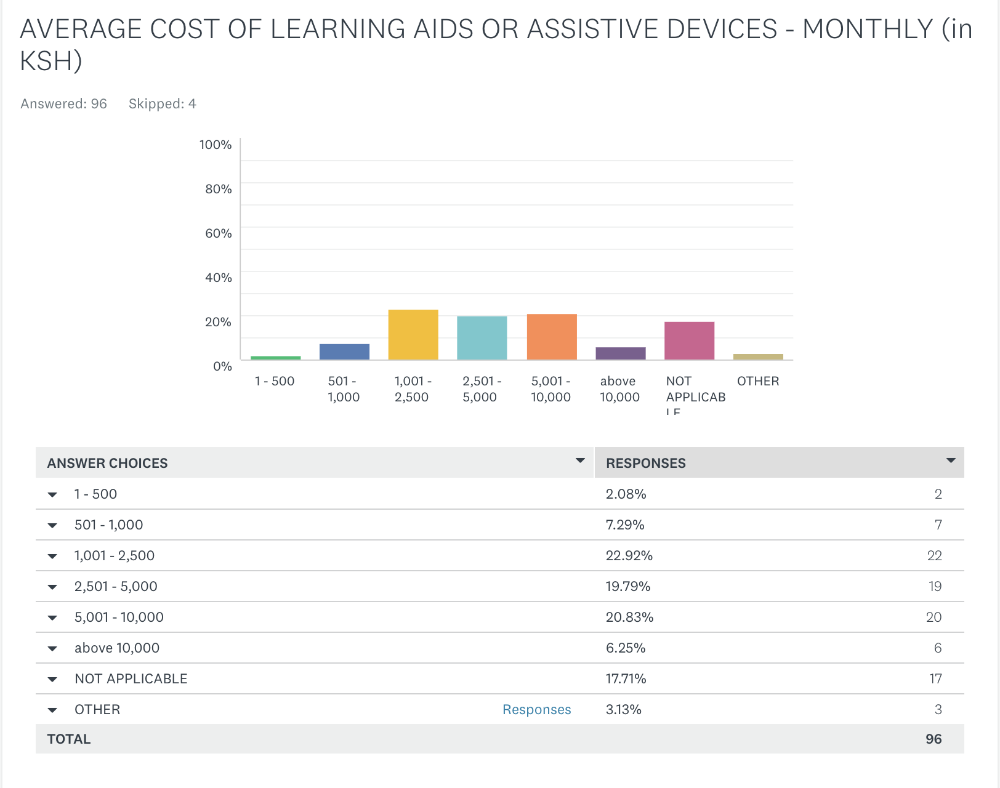 AVERAGE COST OF LEARNING AIDS OR ASSISTIVE DEVICES - MONTHLY (in
KSH)
Answered: 96 Skipped: 4
100%
80%
60%
40%
20%
0%
1 - 500
501 -
1,000
1,001 -
2,500
2,501 -
5,000
5,001 -
10,000
above
10,000
NOT
APPLICAB
LE
OTHER
ANSWER CHOICES RESPONSES
1 - 500 2.08% 2
501 - 1,000 7.29% 7
1,001 - 2,500 22.92% 22
2,501 - 5,000 19.79% 19
5,001 - 10,000 20.83% 20
above 10,000 6.25% 6
NOT APPLICABLE 17.71% 17
OTHER Responses 3.13% 3
TOTAL 96